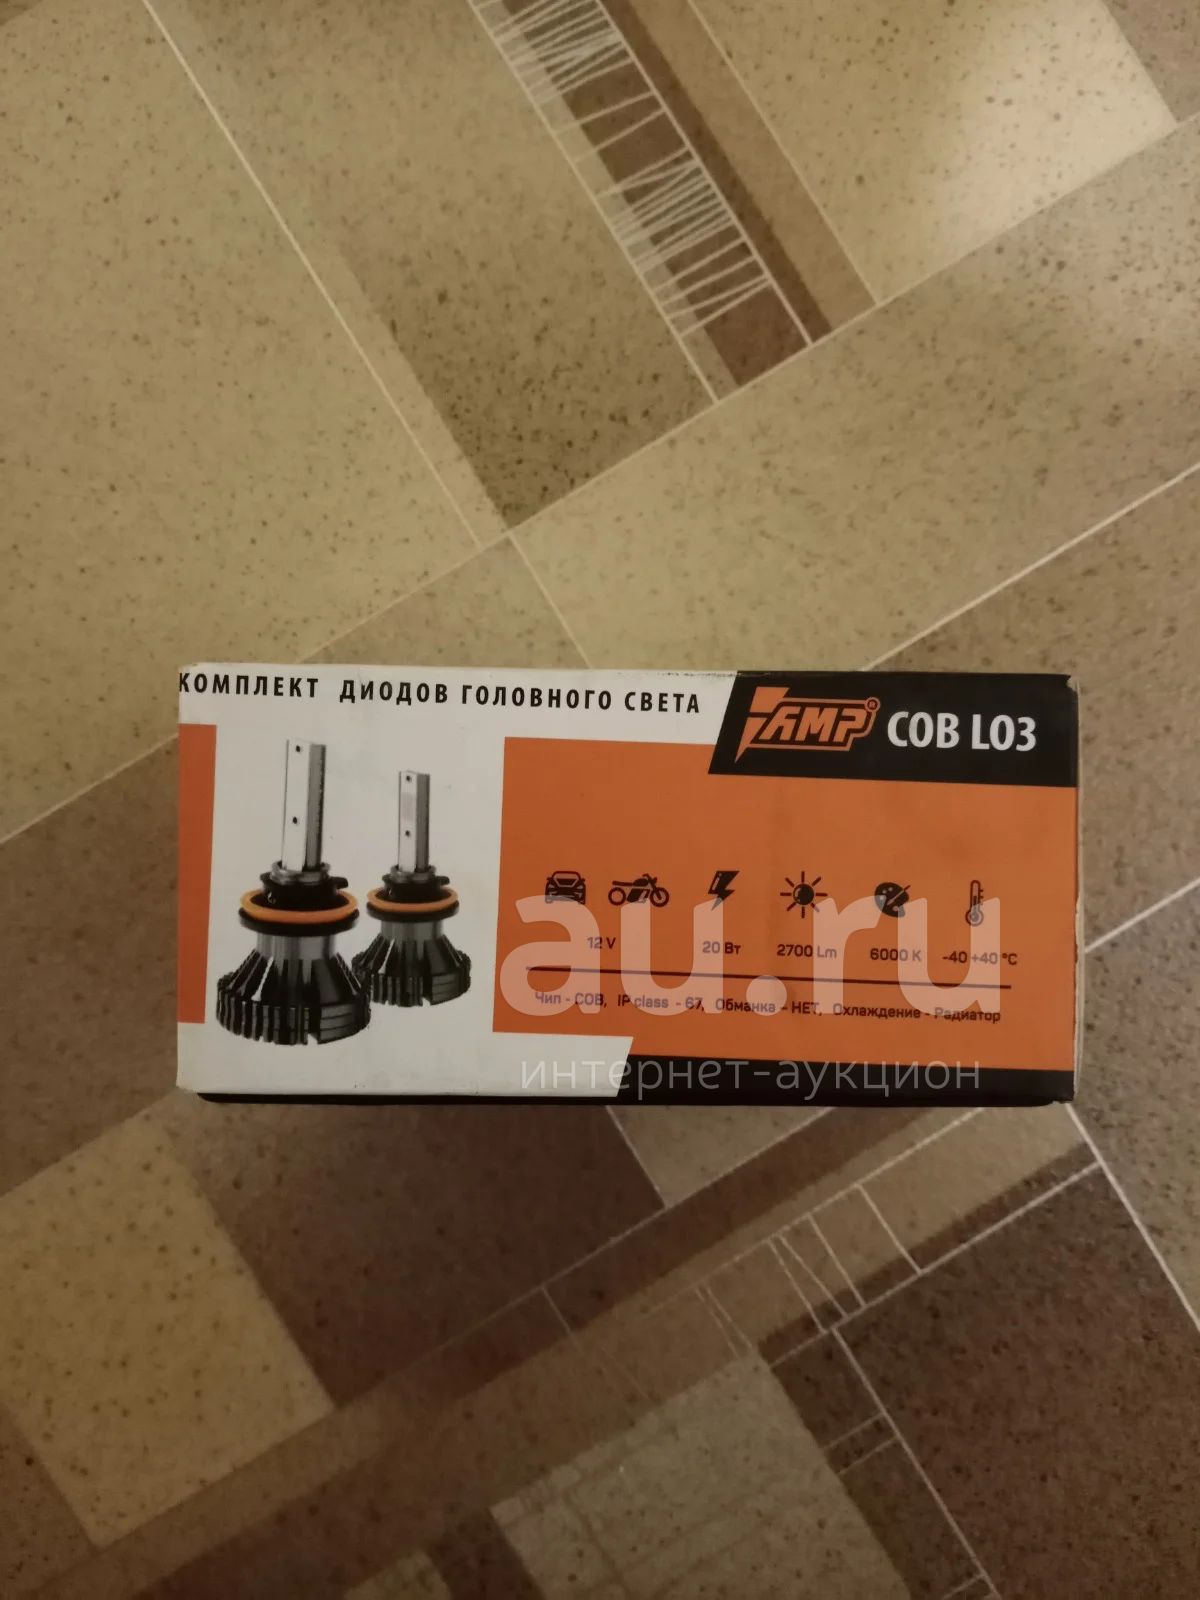 КОМПЛЕКТ ДИОДОВ ГОЛОВНОГО СВЕТА
AMP® COB L03
12 V 20 Вт 2700 Lm 6000 K -40 +40 °C
Чип - COB, IP class - 67, Обманка - НЕТ, Охлаждение - Радиатор
au.ru
интернет-аукцион